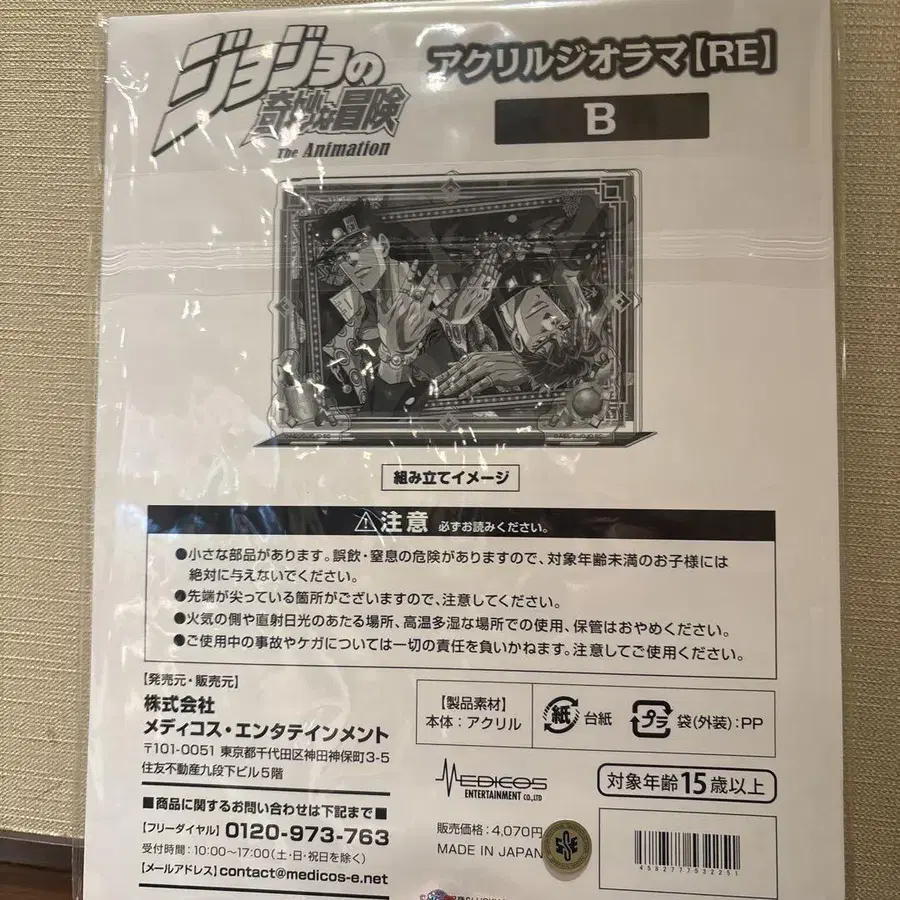 ジョジョの
奇妙な冒険
The Animation
アクリルジオラマ【RE】
B
組み立てイメージ
⚠注意 必ずお読みください。
●小さな部品があります。誤飲・窒息の危険がありますので、対象年齢未満のお子様には
絶対に与えないでください。
●先端が尖っている箇所がございますので、注意してください。
●火気の側や直射日光のあたる場所、高温多湿な場所での使用、保管はおやめください。
●ご使用中の事故やケガについては一切の責任を負いかねます。注意してご使用ください。
【発売元・販売元】
株式会社
メディコス・エンタテインメント
〒101-0051 東京都千代田区神田神保町3-5
住友不動産九段下ビル5階
■商品に関するお問い合わせは下記まで■
【フリーダイヤル】0120-973-763
受付時間：10:00〜17:00(土・日・祝日を除く)
【メールアドレス】contact@medicos-e.net
【製品素材】
本体：アクリル
紙 台紙
プラ 袋(外装)：PP
MEDICOS
ENTERTAINMENT CO.,LTD
対象年齢15歳以上
販売価格：4,070円
MADE IN JAPAN
4582777532251